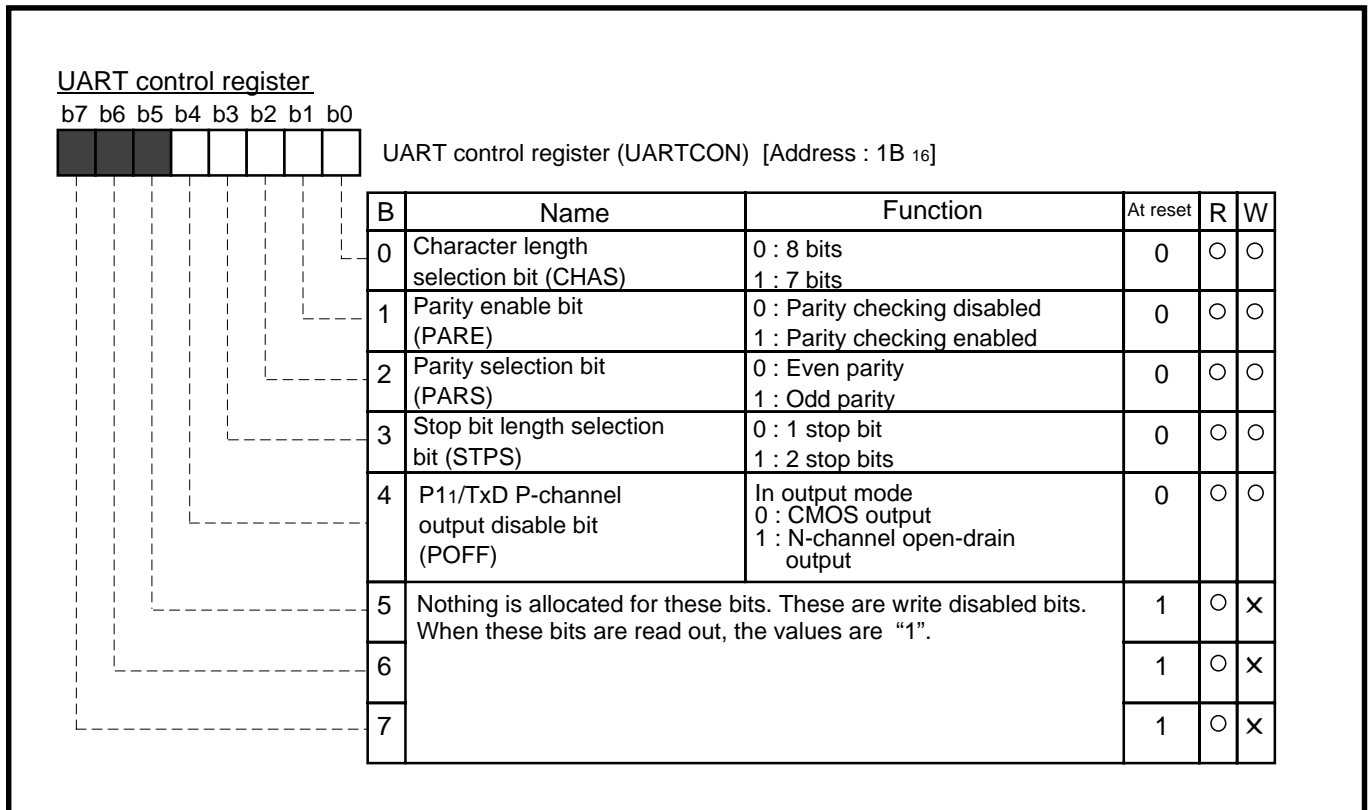 UART control register
b7 b6 b5 b4 b3 b2 b1 b0
UART control register (UARTCON) [Address : 1B 16]
B Name Function At reset R W
0 Character length selection bit (CHAS) 0 : 8 bits 1 : 7 bits 0 ○ ○
1 Parity enable bit (PARE) 0 : Parity checking disabled 1 : Parity checking enabled 0 ○ ○
2 Parity selection bit (PARS) 0 : Even parity 1 : Odd parity 0 ○ ○
3 Stop bit length selection bit (STPS) 0 : 1 stop bit 1 : 2 stop bits 0 ○ ○
4 P11/TxD P-channel output disable bit (POFF) In output mode 0 : CMOS output 1 : N-channel open-drain output 0 ○ ○
5 Nothing is allocated for these bits. These are write disabled bits. When these bits are read out, the values are “1”. 1 ○ ×
6 1 ○ ×
7 1 ○ ×